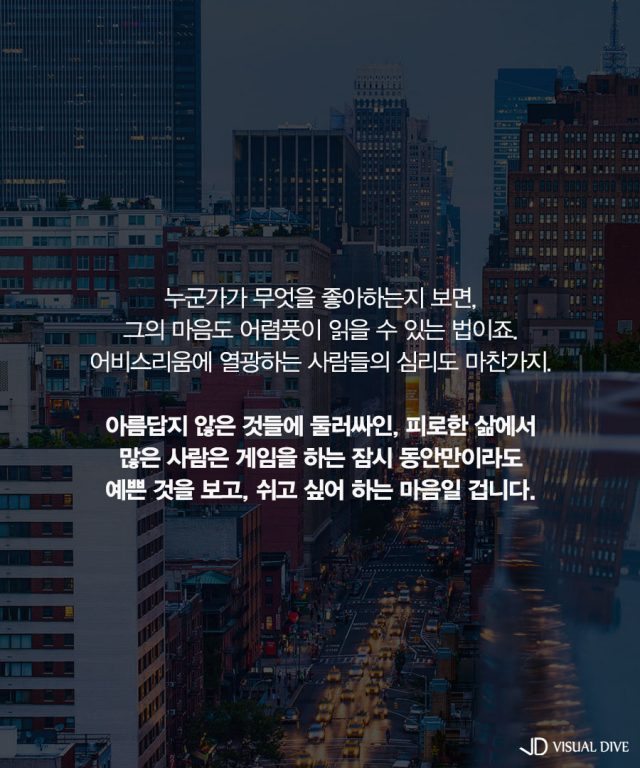 누군가가 무엇을 좋아하는지 보면,
그의 마음도 어렴풋이 읽을 수 있는 법이죠.
어비스리움에 열광하는 사람들의 심리도 마찬가지.
아름답지 않은 것들에 둘러싸인, 피로한 삶에서
많은 사람은 게임을 하는 잠시 동안만이라도
예쁜 것을 보고, 쉬고 싶어 하는 마음일 겁니다.
VISUAL DIVE